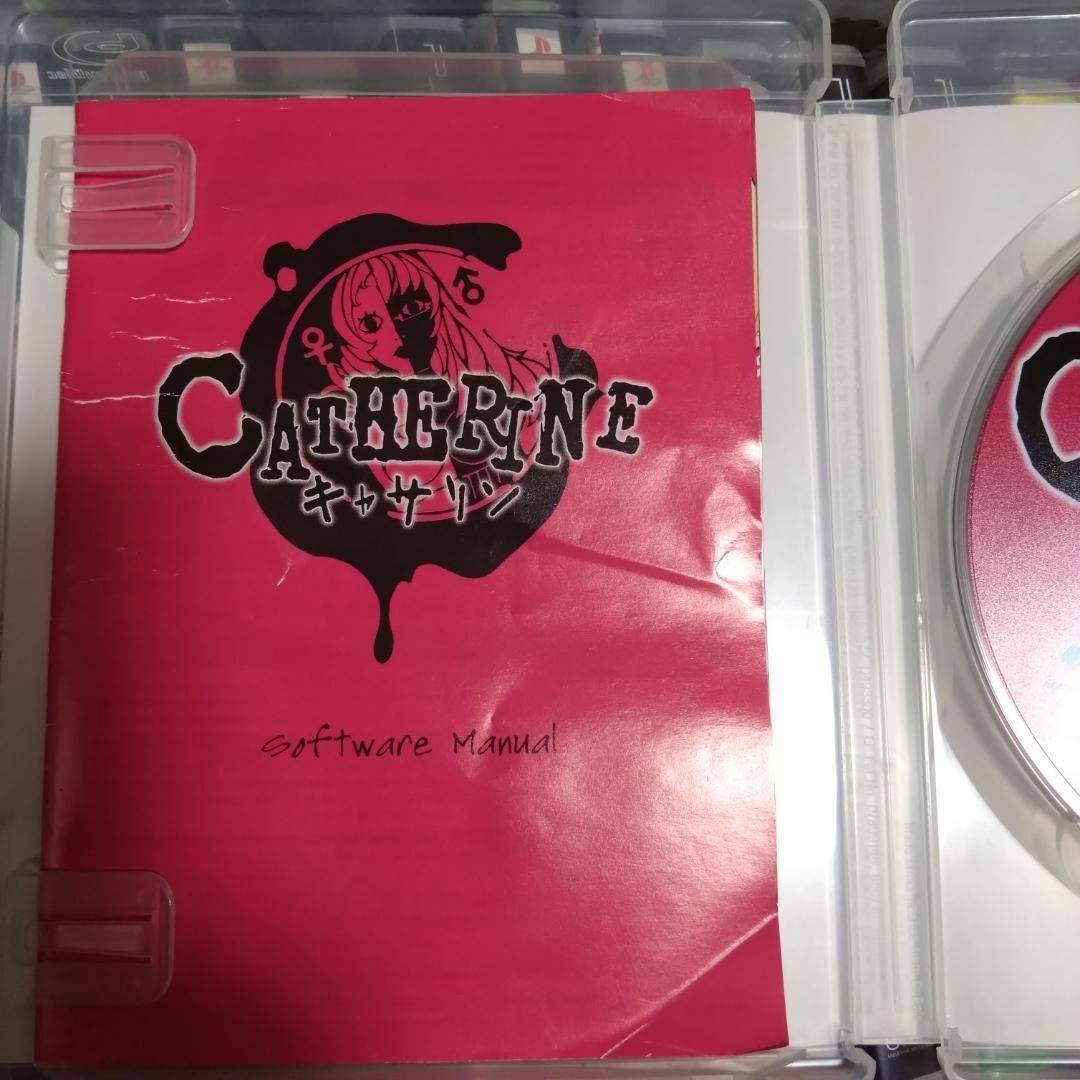 CATHERINE
キャサリン
Software Manual
C